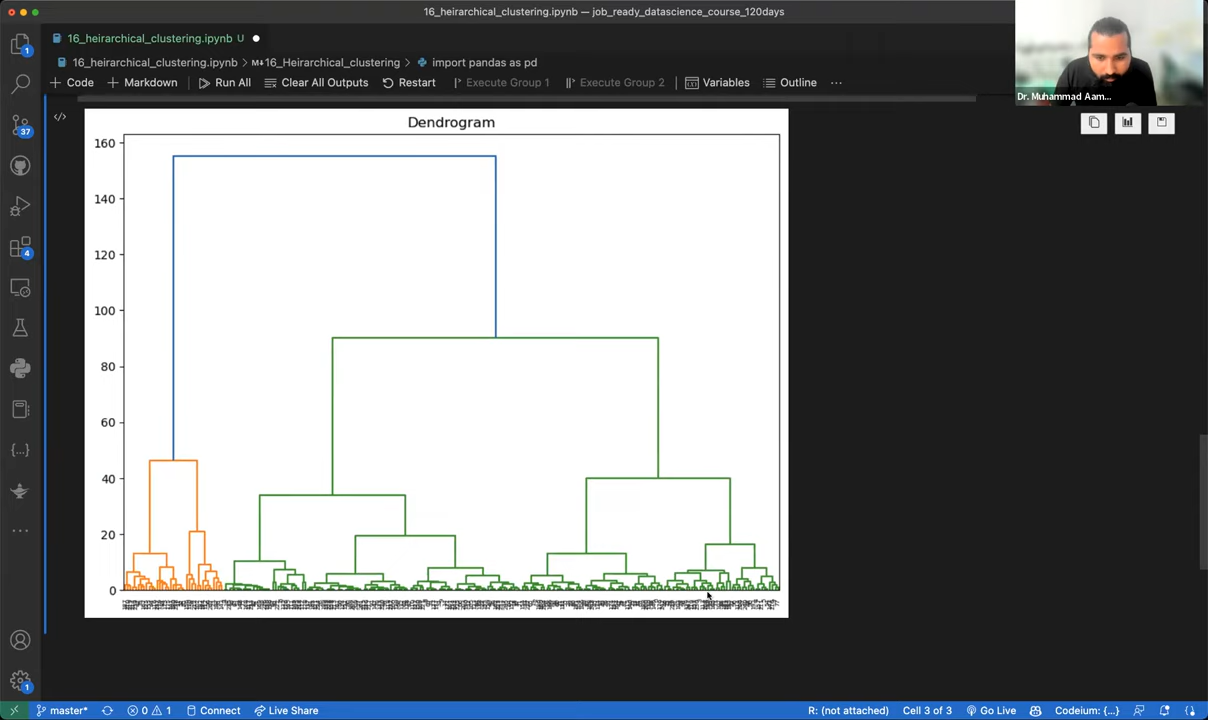 16_heirarchical_clustering.ipynb — job_ready_datascience_course_120days
16_heirarchical_clustering.ipynb U
16_heirarchical_clustering.ipynb > M↓16_Heirarchical_clustering > import pandas as pd
+ Code + Markdown Run All Clear All Outputs Restart Execute Group 1 Execute Group 2 Variables Outline ...
Dr. Muhammad Aam...
Dendrogram
160
140
120
100
80
60
40
20
0
1
37
4
1
master* 0 1 Connect Live Share R: (not attached) Cell 3 of 3 Go Live Codeium: {...}